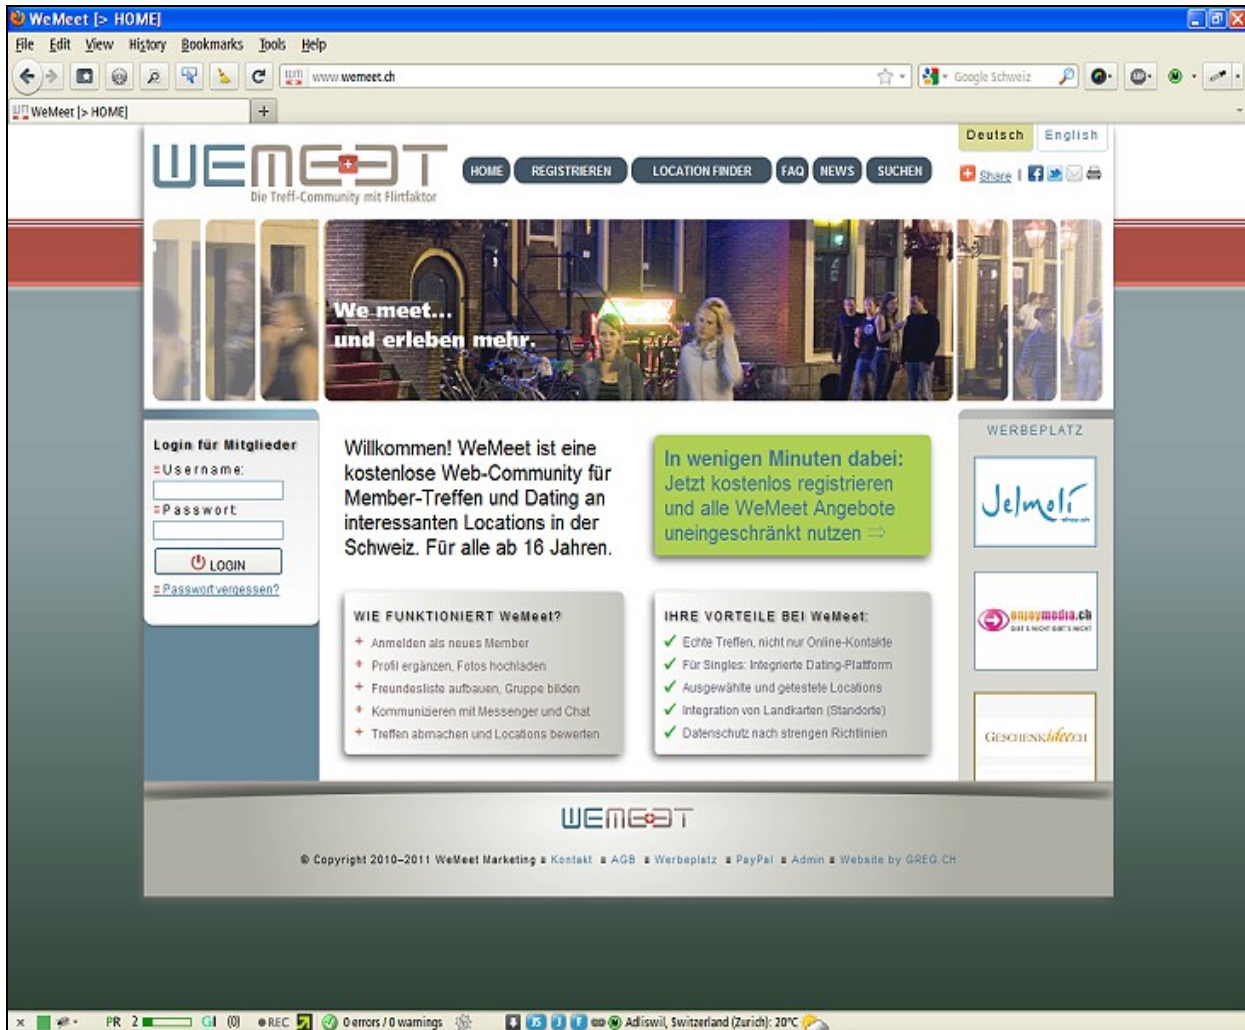 WeMeet [> HOME]
File Edit View History Bookmarks Tools Help
www.wemeet.ch
Google Schweiz
WeMeet [> HOME]
Deutsch English
WEMEET
Die Treff-Community mit Flirtfaktor
HOME REGISTRIEREN LOCATION FINDER FAQ NEWS SUCHEN
Share
We meet...
und erleben mehr.
Login für Mitglieder
Username:
Passwort
LOGIN
Passwort vergessen?
Willkommen! WeMeet ist eine
kostenlose Web-Community für
Member-Treffen und Dating an
interessanten Locations in der
Schweiz. Für alle ab 16 Jahren.
In wenigen Minuten dabei:
Jetzt kostenlos registrieren
und alle WeMeet Angebote
uneingeschränkt nutzen ⇒
WIE FUNKTIONIERT WeMeet?
Anmelden als neues Member
Profil ergänzen, Fotos hochladen
Freundesliste aufbauen, Gruppe bilden
Kommunizieren mit Messenger und Chat
Treffen abmachen und Locations bewerten
IHRE VORTEILE BEI WeMeet:
Echte Treffen, nicht nur Online-Kontakte
Für Singles: Integrierte Dating-Plattform
Ausgewählte und getestete Locations
Integration von Landkarten (Standorte)
Datenschutz nach strengen Richtlinien
WERBEPLATZ
Jelmoli
enjoymedia.ch
GIBT'S NICHT GIBT'S NICHT
GESCHENKidee.CH
WEMEET
© Copyright 2010–2011 WeMeet Marketing Kontakt AGB Werbeplatz PayPal Admin Website by GREG.CH
PR 2 GI (0) REC 0 errors / 0 warnings JS J F Adliswil, Switzerland (Zurich): 20°C